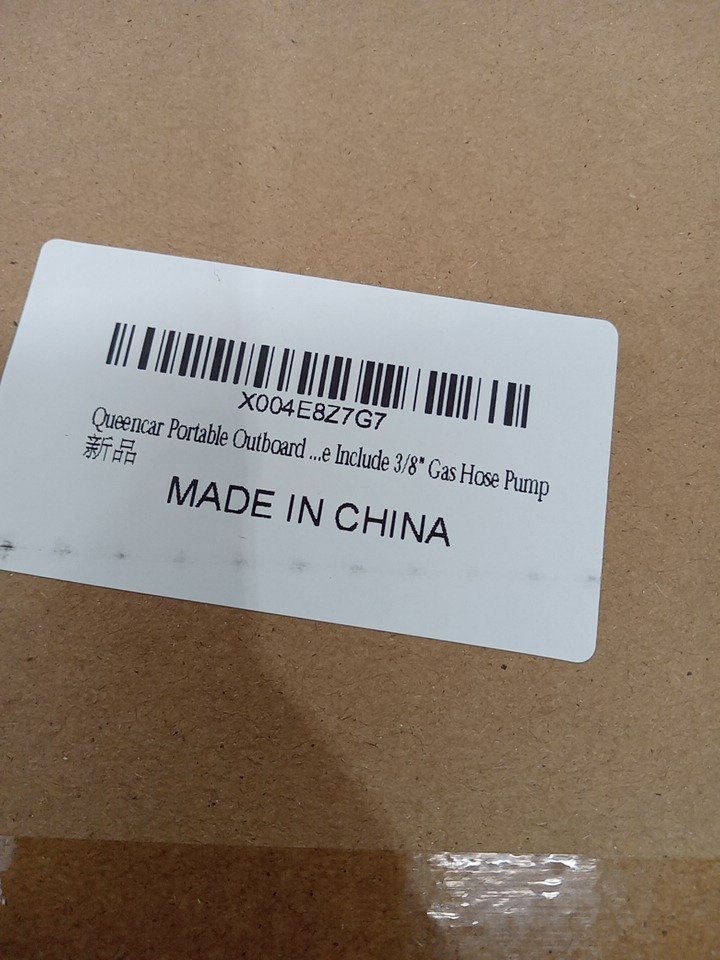 X004E8Z7G7
Queencar Portable Outboard ...e Include 3/8" Gas Hose Pump
新品
MADE IN CHINA